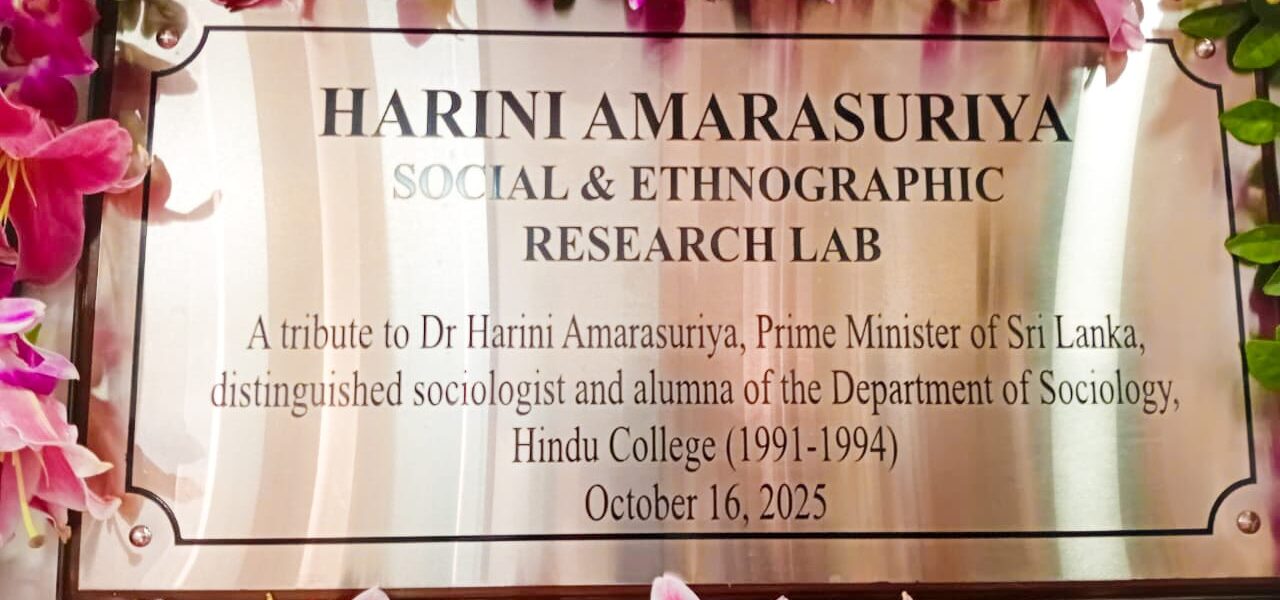 HARINI AMARASURIYA
SOCIAL & ETHNOGRAPHIC
RESEARCH LAB
A tribute to Dr Harini Amarasuriya, Prime Minister of Sri Lanka,
distinguished sociologist and alumna of the Department of Sociology,
Hindu College (1991-1994)
October 16, 2025